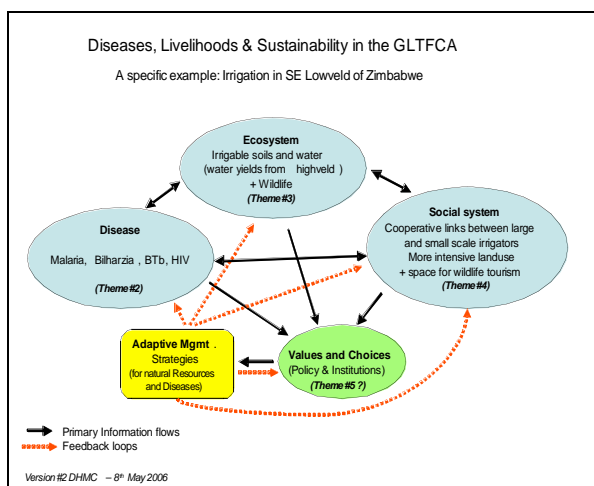 Diseases, Livelihoods & Sustainability in the GLTFCA
A specific example: Irrigation in SE Lowveld of Zimbabwe
Ecosystem
Irrigable soils and water
(water yields from highveld )
+ Wildlife
(Theme #3)
Disease
Malaria, Bilharzia , BTb, HIV
(Theme #2)
Social system
Cooperative links between large
and small scale irrigators
More intensive landuse
+ space for wildlife tourism
(Theme #4)
Adaptive Mgmt .
Strategies
(for natural Resources
and Diseases)
Values and Choices
(Policy & Institutions)
(Theme #5 ?)
Primary Information flows
Feedback loops
Version #2 DHMC – 8th May 2006